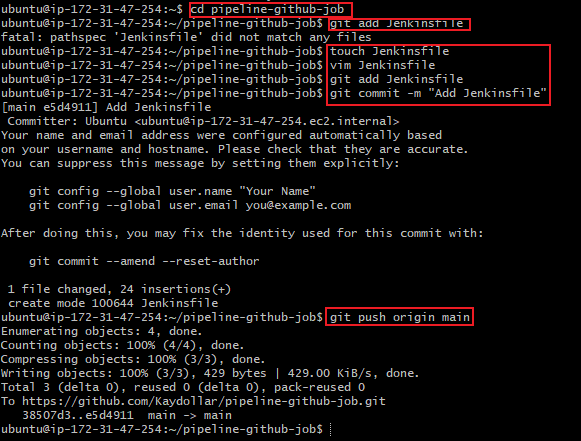 ubuntu@ip-172-31-47-254:~$ cd pipeline-github-job
ubuntu@ip-172-31-47-254:~/pipeline-github-job$ git add Jenkinsfile
fatal: pathspec 'Jenkinsfile' did not match any files
ubuntu@ip-172-31-47-254:~/pipeline-github-job$ touch Jenkinsfile
ubuntu@ip-172-31-47-254:~/pipeline-github-job$ vim Jenkinsfile
ubuntu@ip-172-31-47-254:~/pipeline-github-job$ git add Jenkinsfile
ubuntu@ip-172-31-47-254:~/pipeline-github-job$ git commit -m "Add Jenkinsfile"
[main e5d4911] Add Jenkinsfile
 Committer: Ubuntu <ubuntu@ip-172-31-47-254.ec2.internal>
Your name and email address were configured automatically based
on your username and hostname. Please check that they are accurate.
You can suppress this message by setting them explicitly:

    git config --global user.name "Your Name"
    git config --global user.email you@example.com

After doing this, you may fix the identity used for this commit with:

    git commit --amend --reset-author

 1 file changed, 24 insertions(+)
 create mode 100644 Jenkinsfile
ubuntu@ip-172-31-47-254:~/pipeline-github-job$ git push origin main
Enumerating objects: 4, done.
Counting objects: 100% (4/4), done.
Compressing objects: 100% (3/3), done.
Writing objects: 100% (3/3), 429 bytes | 429.00 KiB/s, done.
Total 3 (delta 0), reused 0 (delta 0), pack-reused 0
To https://github.com/Kaydollar/pipeline-github-job.git
   38507d3..e5d4911  main -> main
ubuntu@ip-172-31-47-254:~/pipeline-github-job$